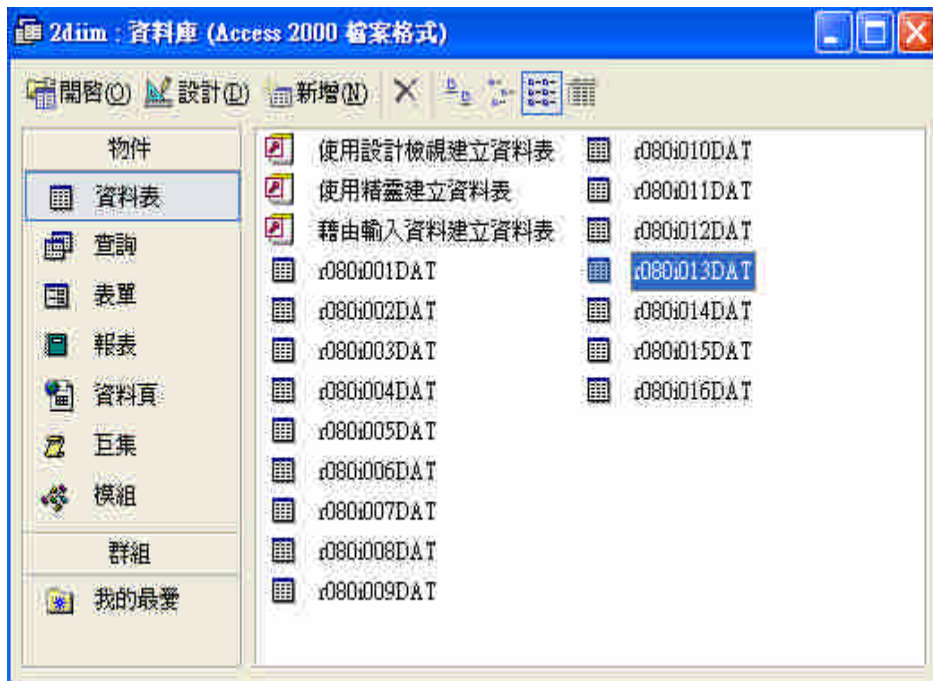 2diim : 資料庫 (Access 2000 檔案格式)
開啓(O) 設計(D) 新增(N)
物件
資料表
查詢
表單
報表
資料頁
巨集
模組
群組
我的最愛
使用設計檢視建立資料表
使用精靈建立資料表
藉由輸入資料建立資料表
r080i001DAT
r080i002DAT
r080i003DAT
r080i004DAT
r080i005DAT
r080i006DAT
r080i007DAT
r080i008DAT
r080i009DAT
r080i010DAT
r080i011DAT
r080i012DAT
r080i013DAT
r080i014DAT
r080i015DAT
r080i016DAT